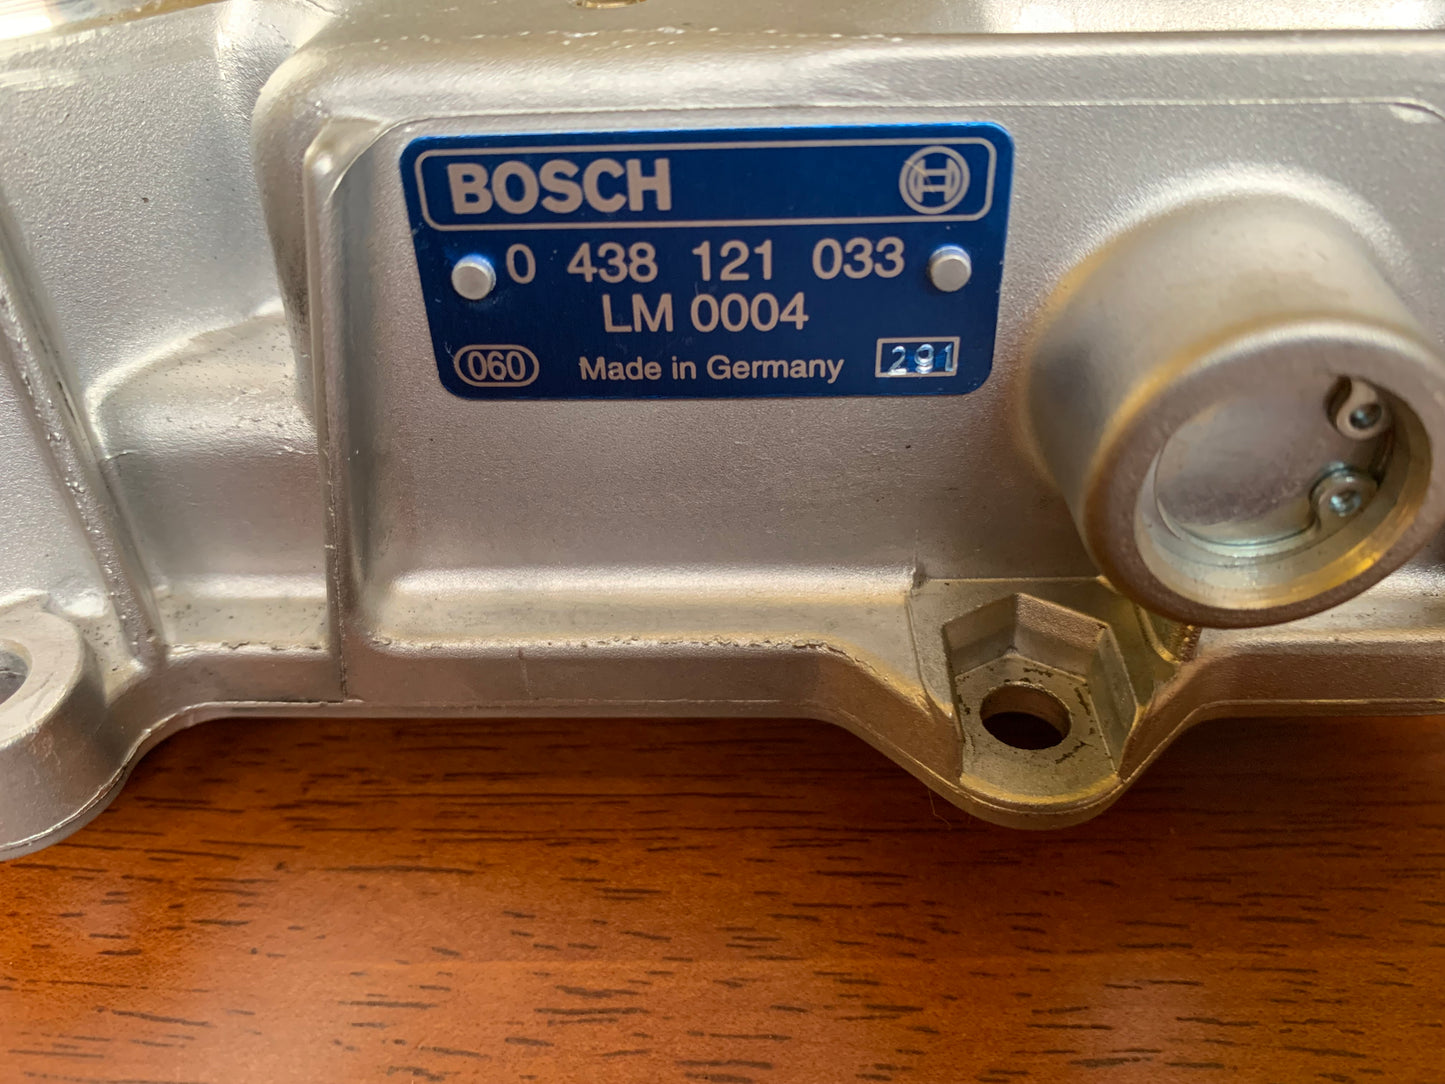 BOSCH
0 438 121 033
LM 0004
060 Made in Germany 291